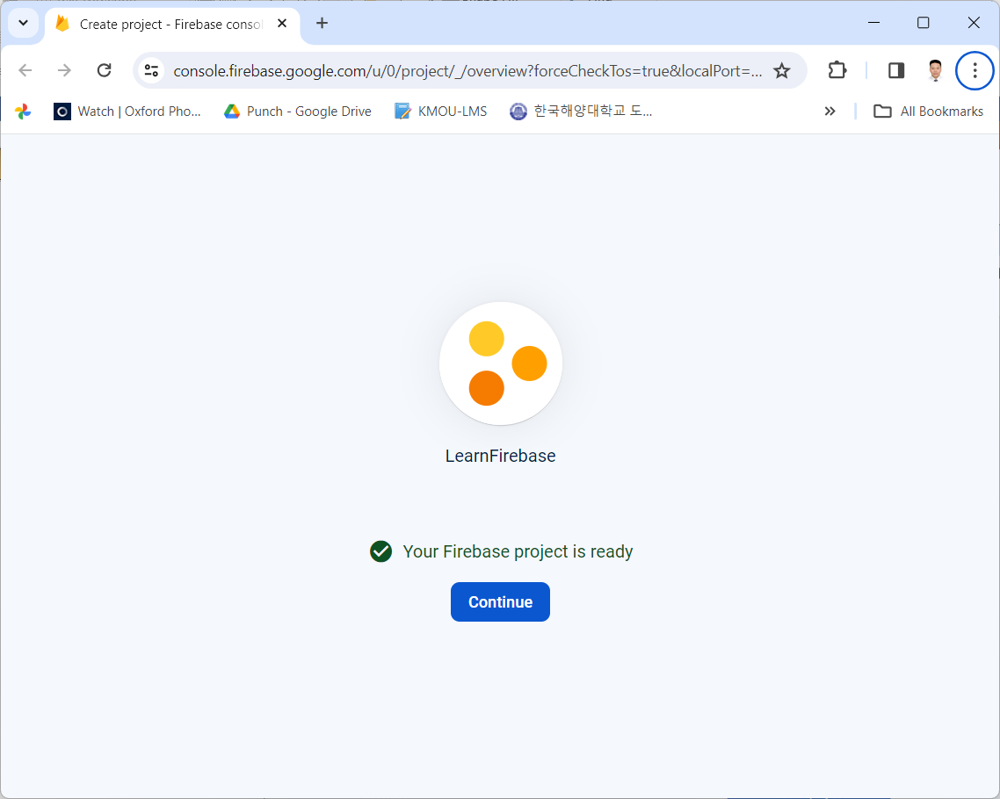 Create project - Firebase conso
console.firebase.google.com/u/0/project/_/overview?forceCheckTos=true&localPort=...
Watch | Oxford Pho... Punch - Google Drive KMOU-LMS 한국해양대학교 도... All Bookmarks
LearnFirebase
Your Firebase project is ready
Continue